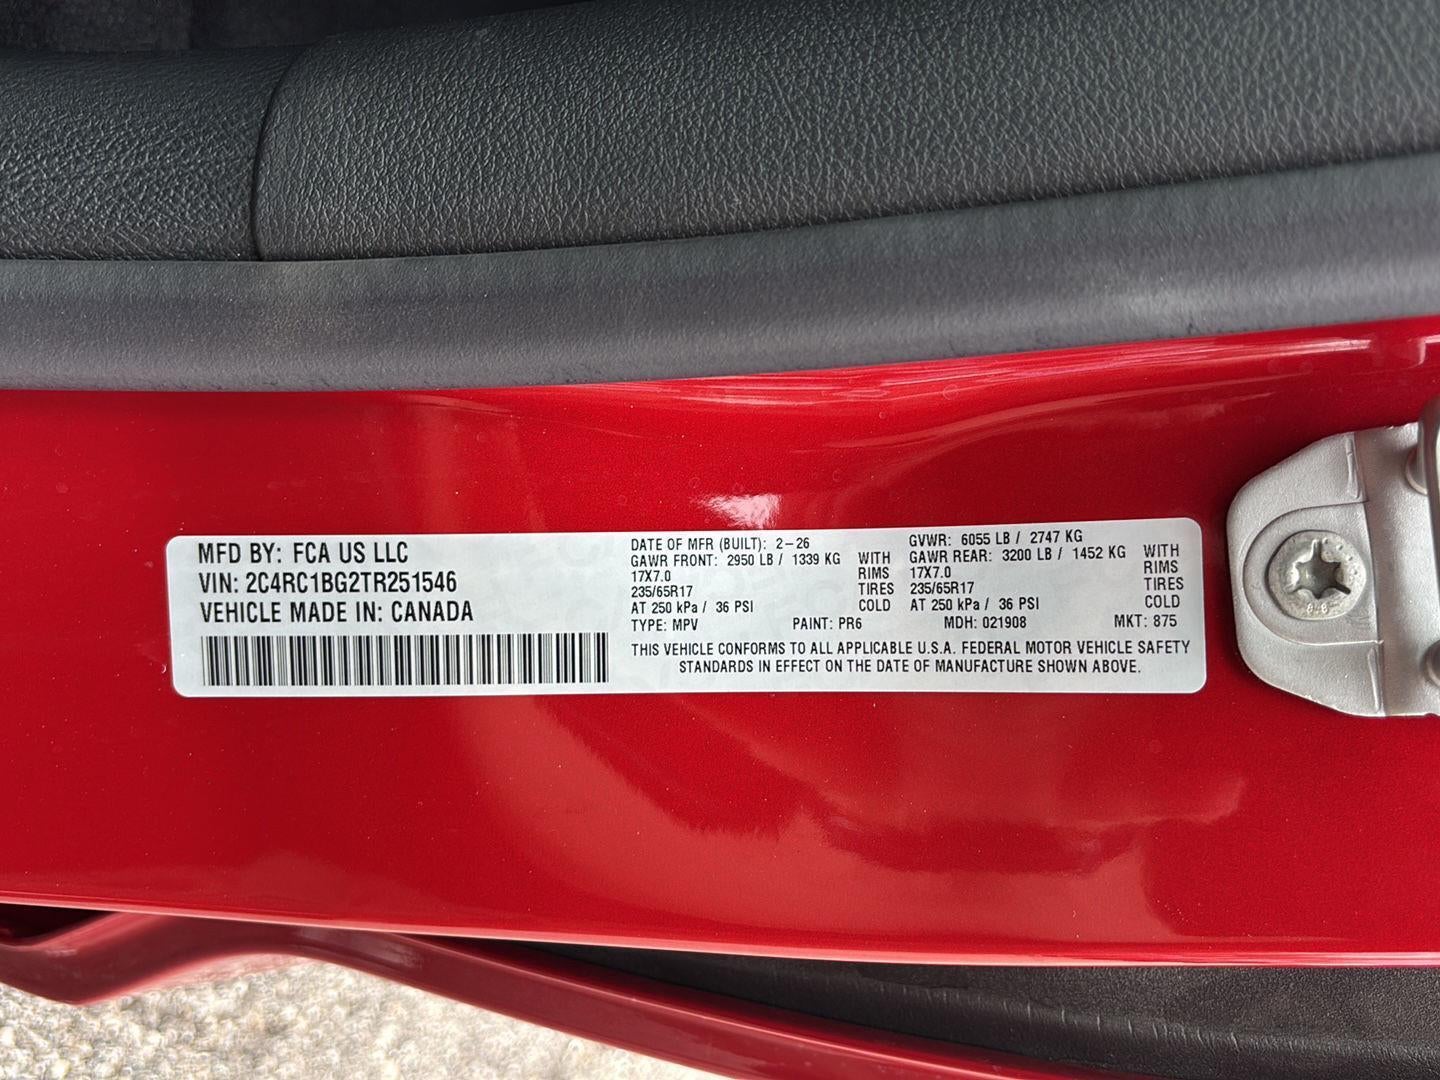 MFD BY: FCA US LLC
VIN: 2C4RC1BG2TR251546
VEHICLE MADE IN: CANADA
DATE OF MFR (BUILT): 2-26 GVWR: 6055 LB / 2747 KG
GAWR FRONT: 2950 LB / 1339 KG WITH GAWR REAR: 3200 LB / 1452 KG WITH
17X7.0 RIMS 17X7.0 RIMS
235/65R17 TIRES 235/65R17 TIRES
AT 250 kPa / 36 PSI COLD AT 250 kPa / 36 PSI COLD
TYPE: MPV PAINT: PR6 MDH: 021908 MKT: 875
THIS VEHICLE CONFORMS TO ALL APPLICABLE U.S.A. FEDERAL MOTOR VEHICLE SAFETY
STANDARDS IN EFFECT ON THE DATE OF MANUFACTURE SHOWN ABOVE.